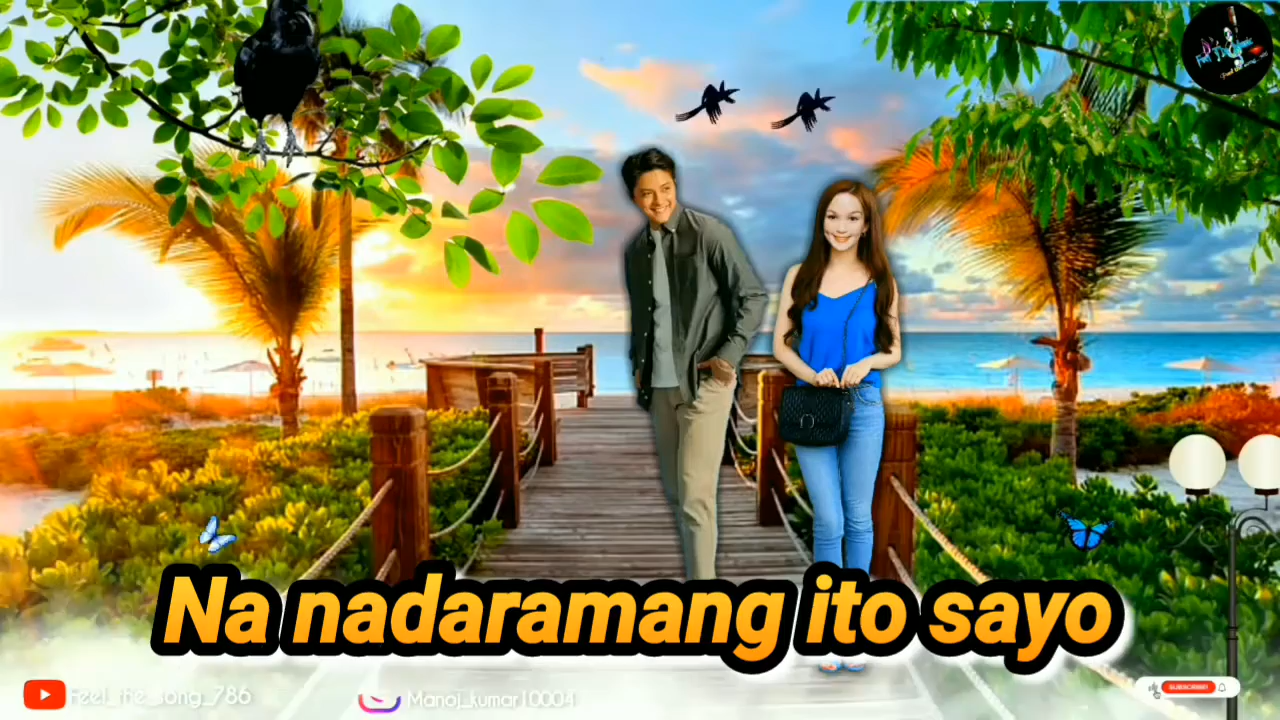 Na nadaramang ito sayo
Feel_the_song_786
Manoj_kumar10004
SUBSCRIBE